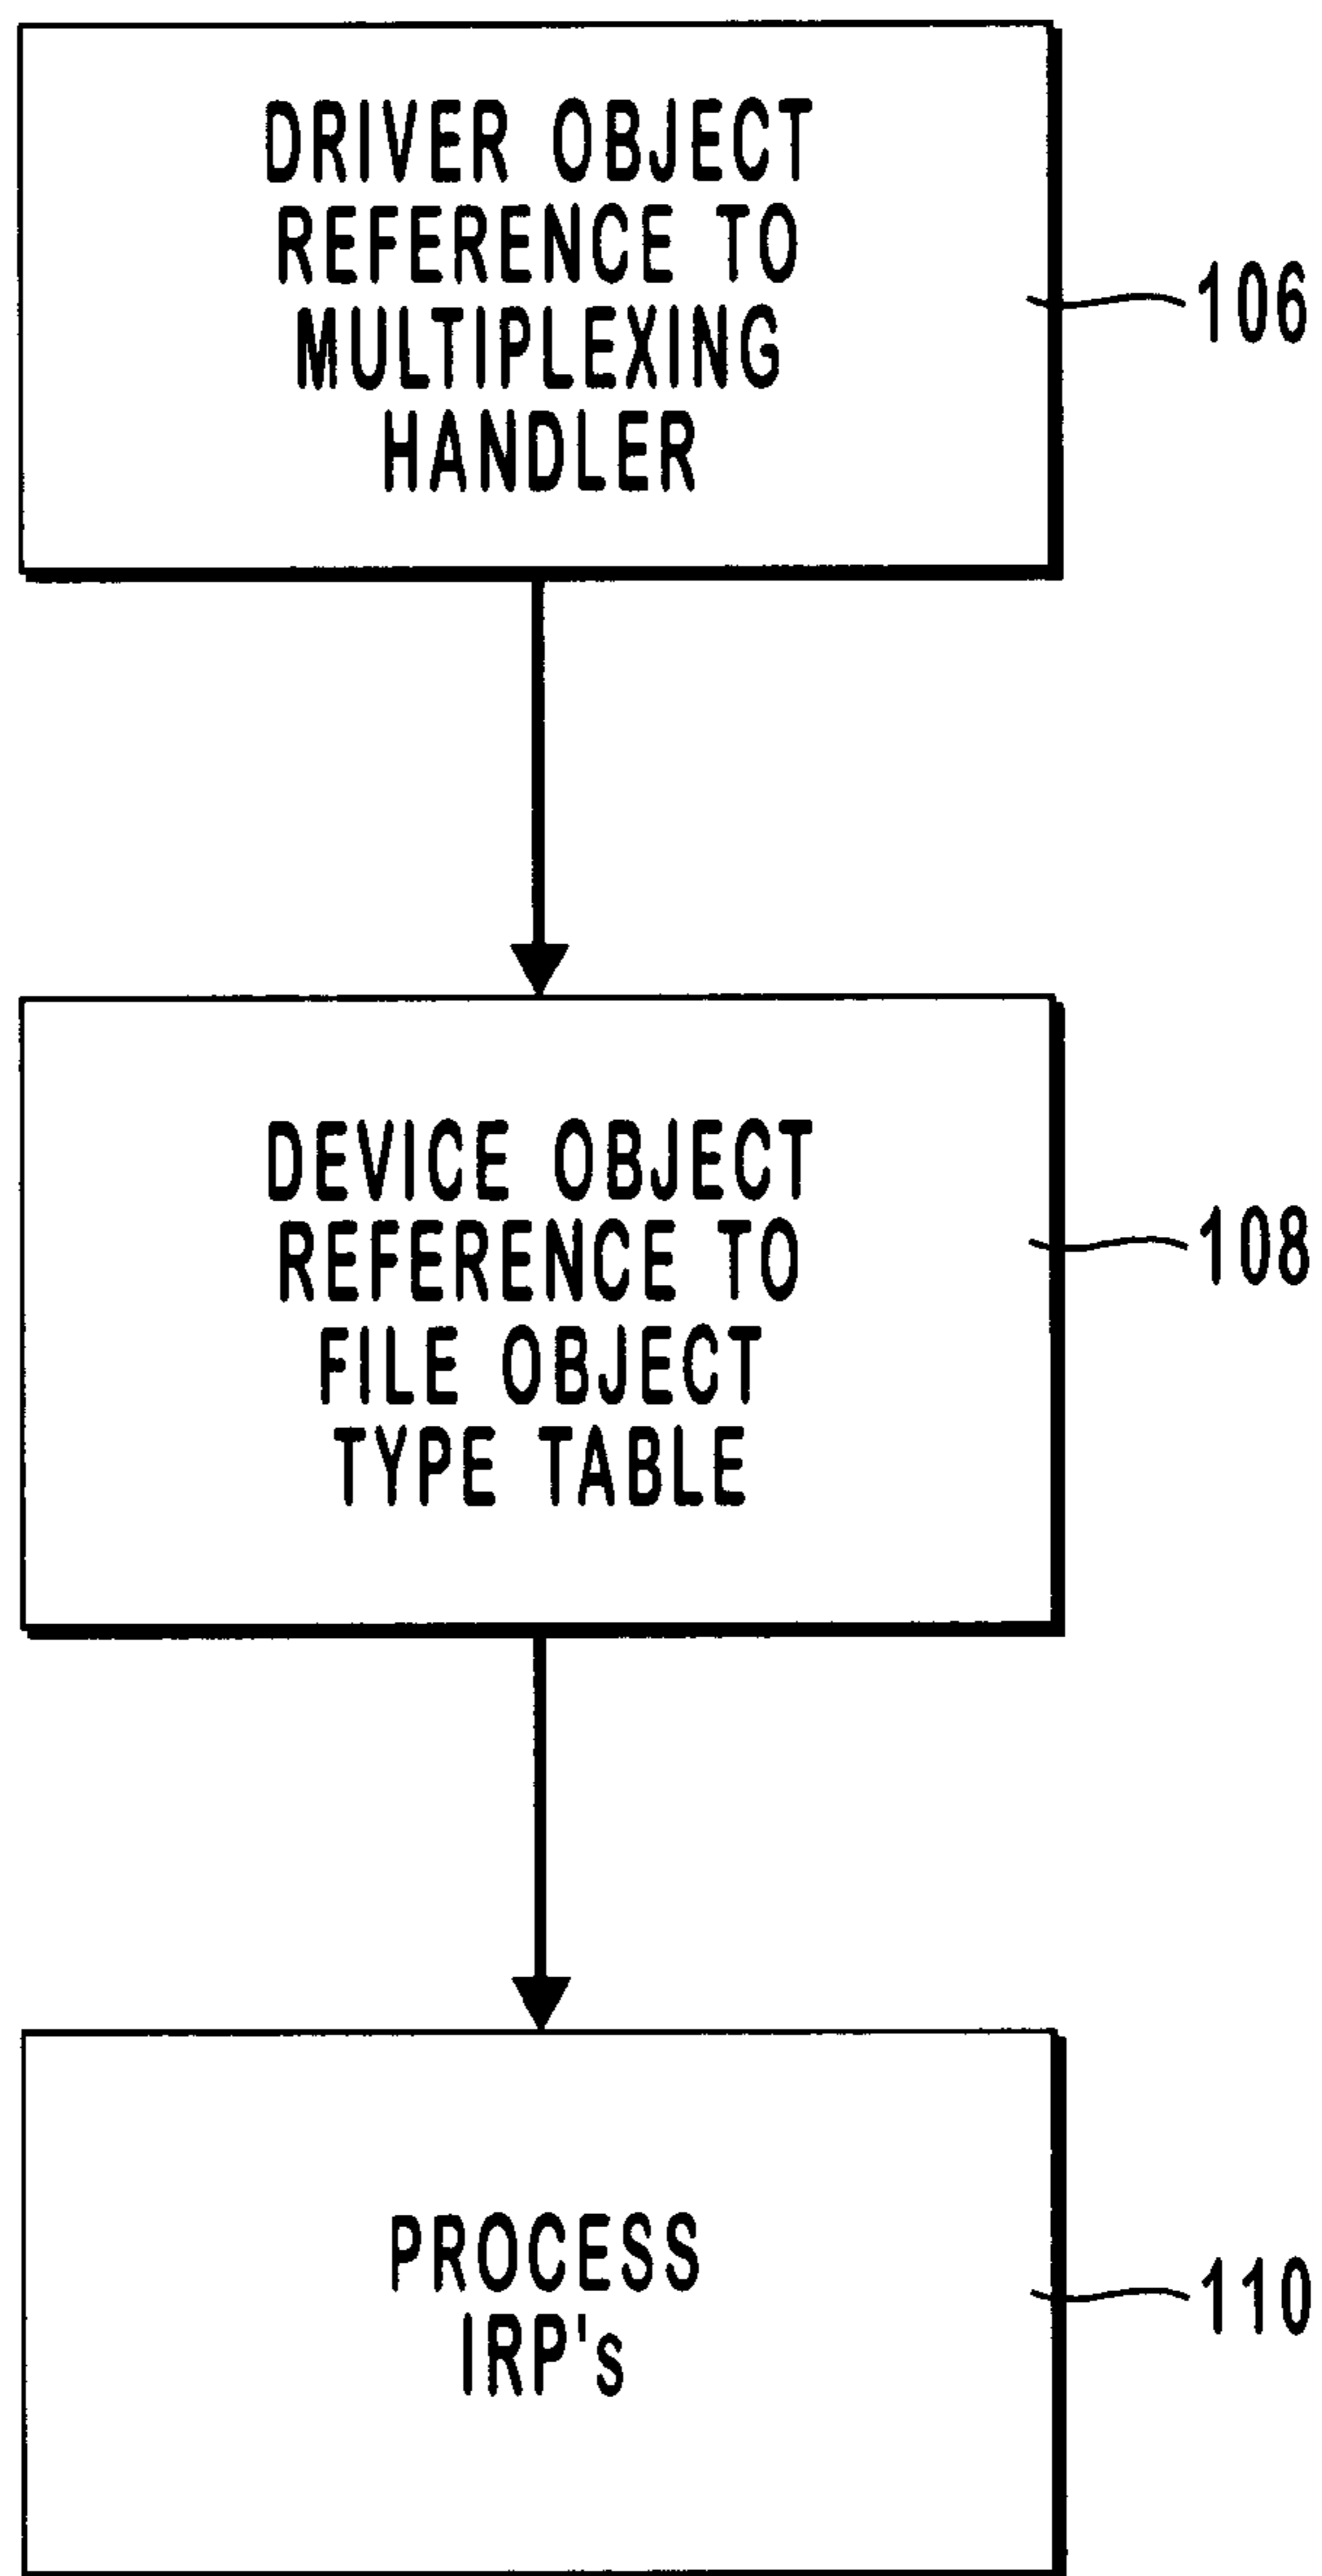 DRIVER OBJECT
REFERENCE TO
MULTIPLEXING
HANDLER
106
DEVICE OBJECT
REFERENCE TO
FILE OBJECT
TYPE TABLE
108
PROCESS
IRP's
110